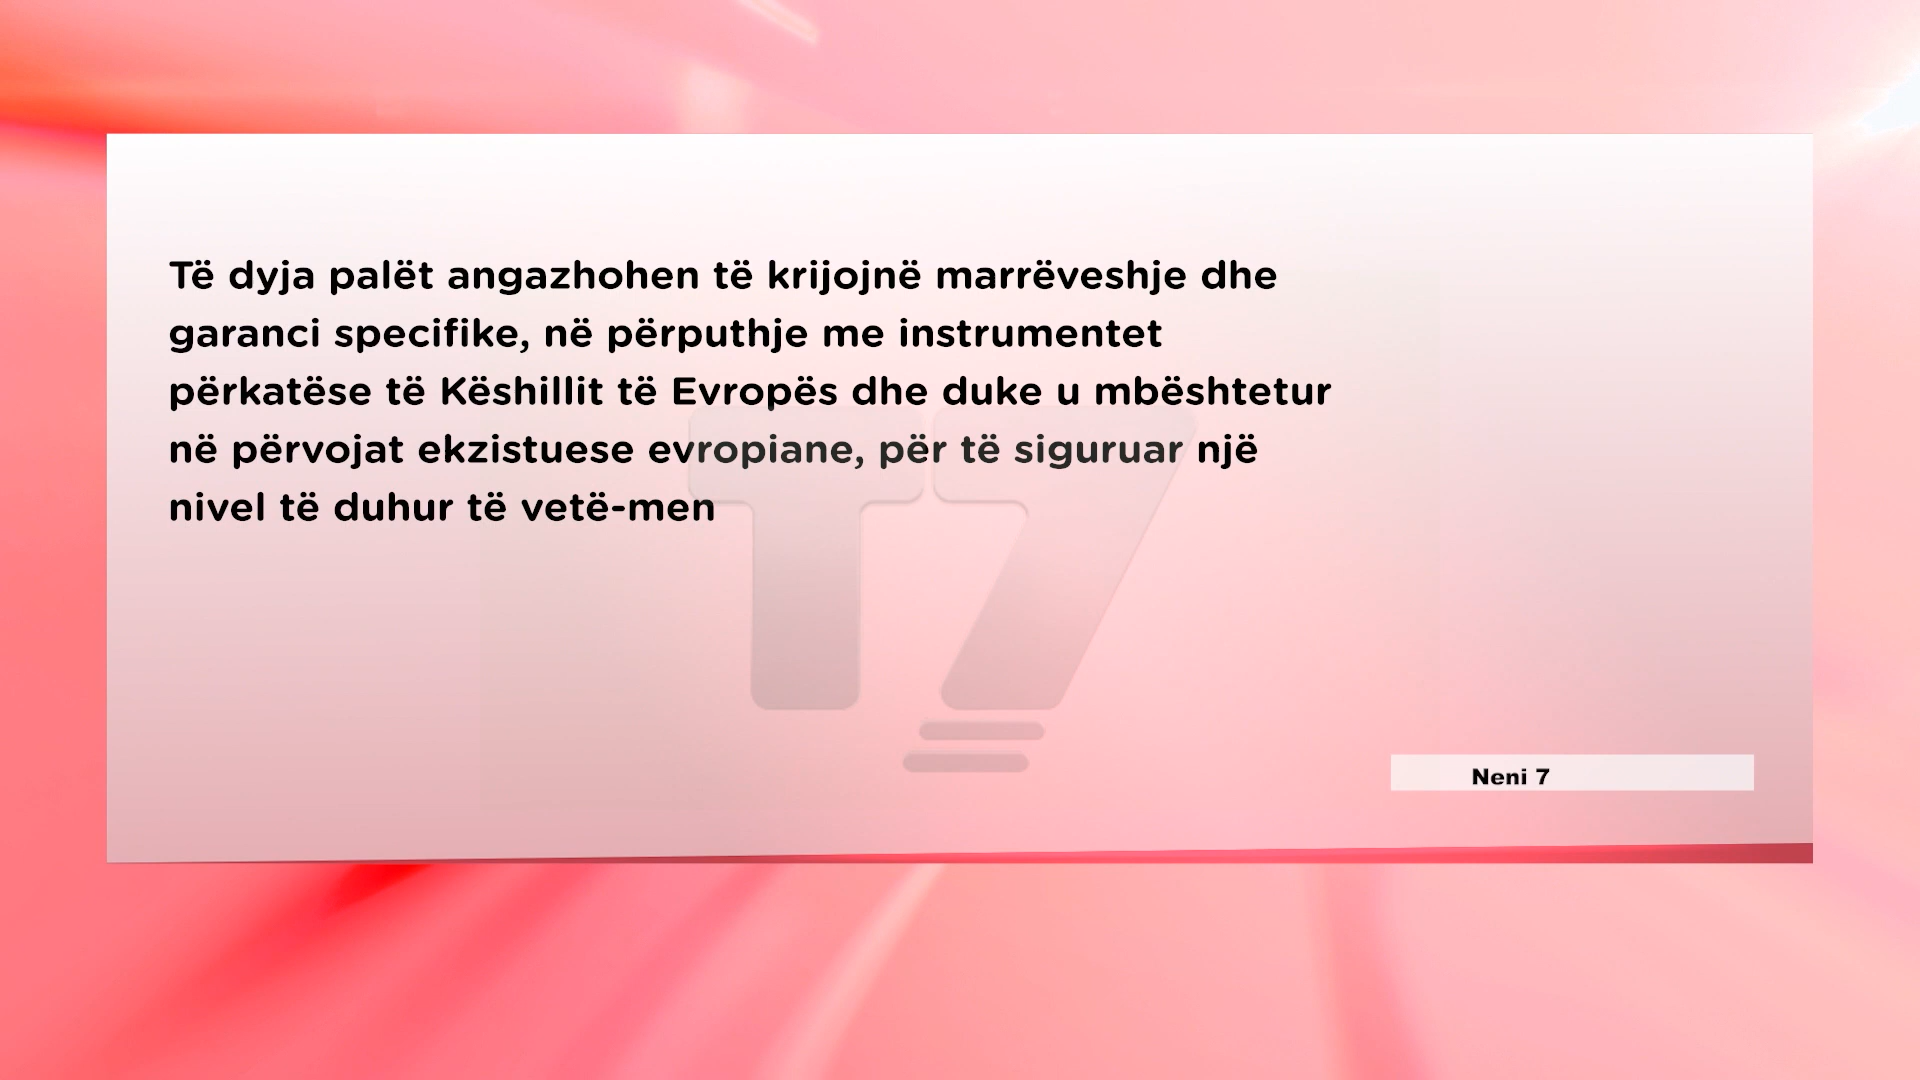 Të dyja palët angazhohen të krijojnë marrëveshje dhe
garanci specifike, në përputhje me instrumentet
përkatëse të Këshillit të Evropës dhe duke u mbështetur
në përvojat ekzistuese evropiane, për të siguruar një
nivel të duhur të vetë-men
T7
Neni 7